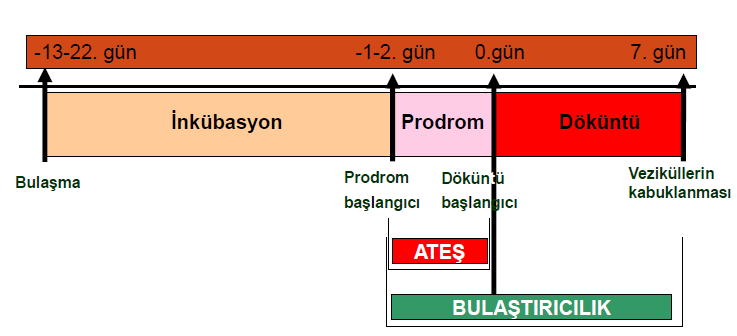 -13-22. gün -1-2. gün 0.gün 7. gün
İnkübasyon Prodrom Döküntü
Bulaşma
Prodrom
başlangıcı
Döküntü
başlangıcı
Veziküllerin
kabuklanması
ATEŞ
BULAŞTIRICILIK